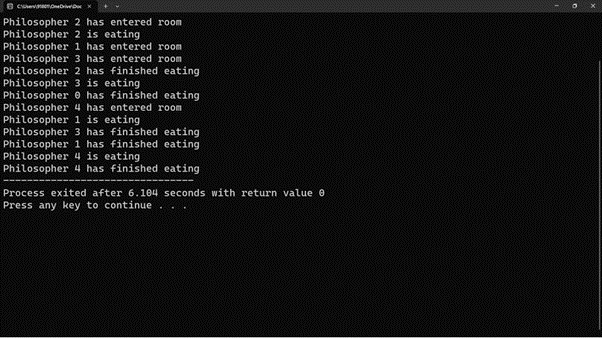 C:\Users\91801\OneDrive\Doc
Philosopher 2 has entered room
Philosopher 2 is eating
Philosopher 1 has entered room
Philosopher 3 has entered room
Philosopher 2 has finished eating
Philosopher 3 is eating
Philosopher 0 has finished eating
Philosopher 4 has entered room
Philosopher 1 is eating
Philosopher 3 has finished eating
Philosopher 1 has finished eating
Philosopher 4 is eating
Philosopher 4 has finished eating
--------------------------------
Process exited after 6.104 seconds with return value 0
Press any key to continue . . .